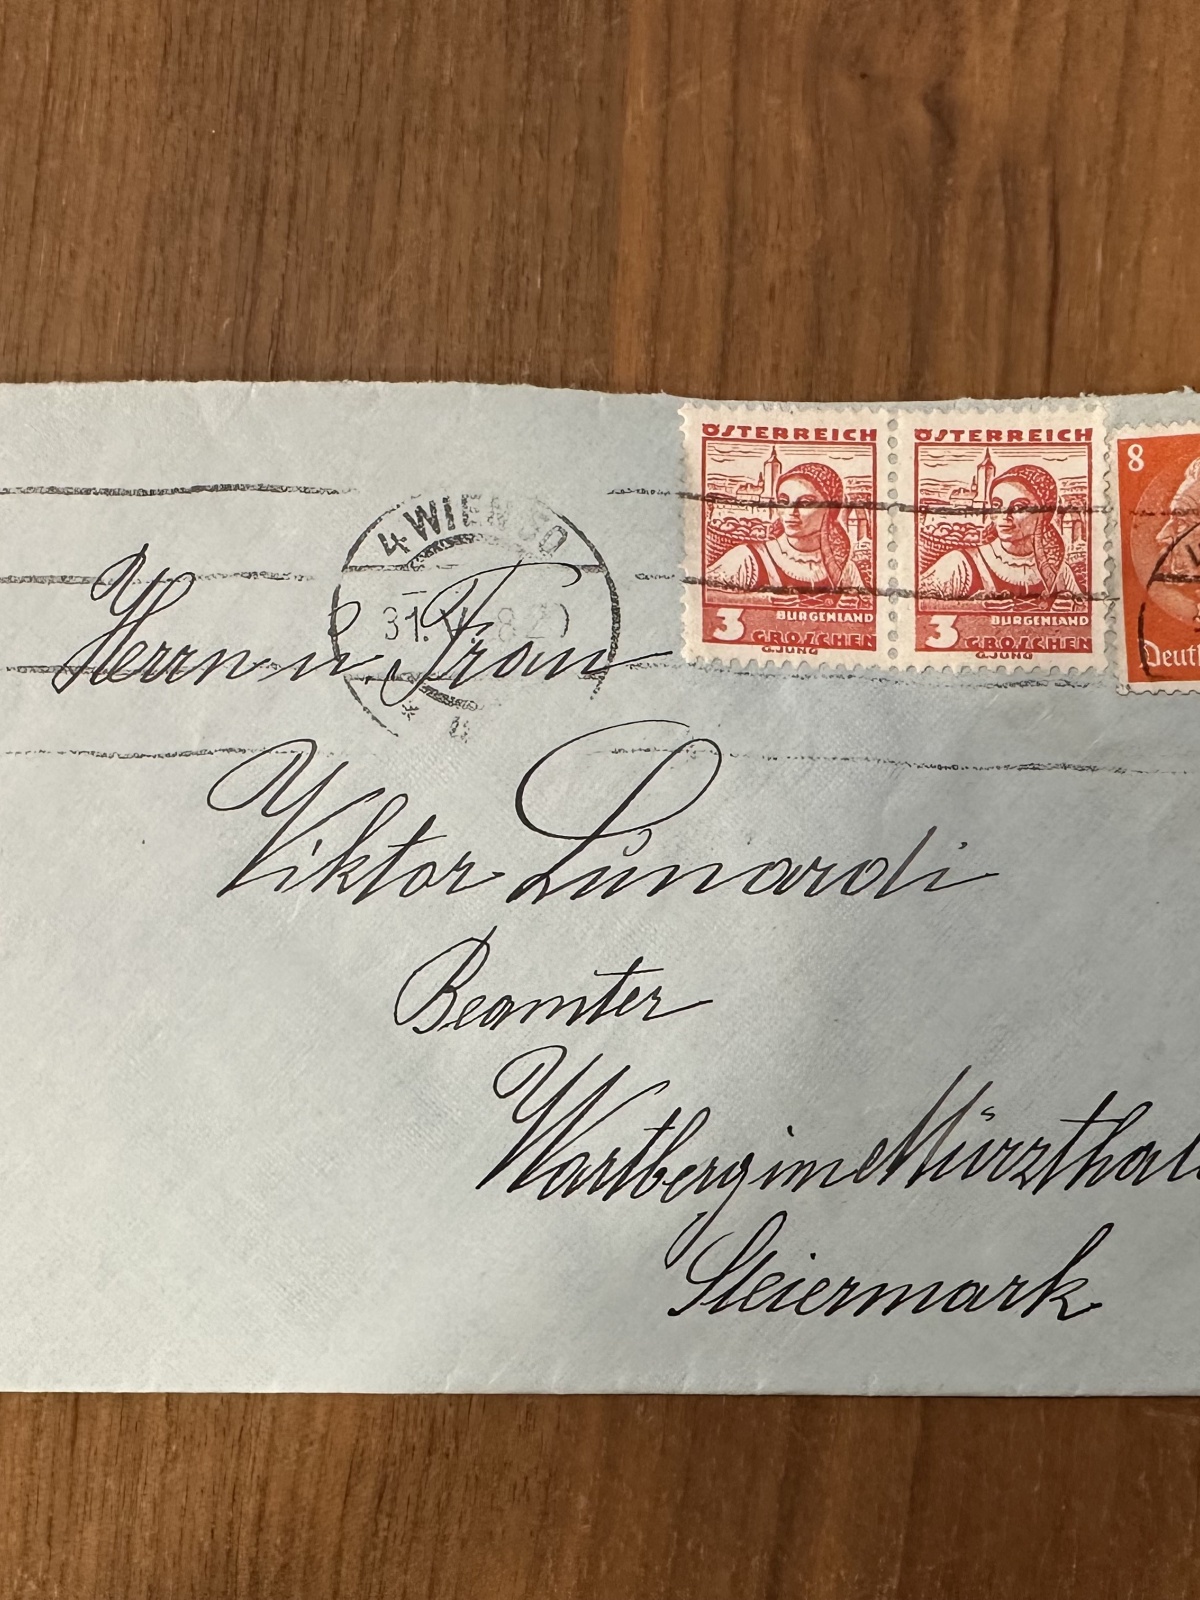 ÖSTERREICH ÖSTERREICH
8
4 WIEN
31.
BURGENLAND BURGENLAND
3 GROSCHEN 3 GROSCHEN
G.JUNG G.JUNG
Deut
Herrn u. Frau
Viktor Lunardi
Beamter
Wartberg im Mürzthal
Steiermark